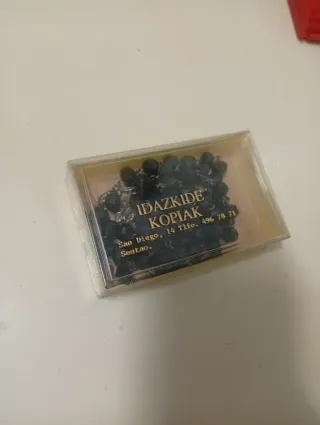 IDAZKIDE
KOPIAK
San Diego, 14 Tlfo. 496 78 71
Sestao.